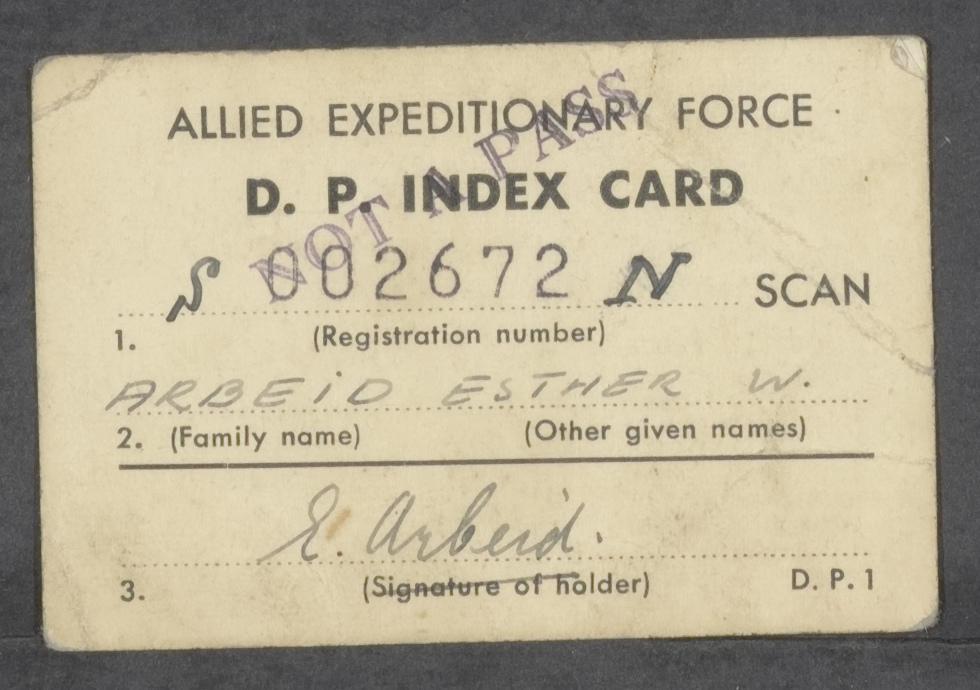 ALLIED EXPEDITIONARY FORCE
NOT A PASS
D. P. INDEX CARD
S 002672 N SCAN
1. (Registration number)
ARBEID ESTHER W.
2. (Family name) (Other given names)
E. Arbeid.
3. (Signature of holder) D. P. 1